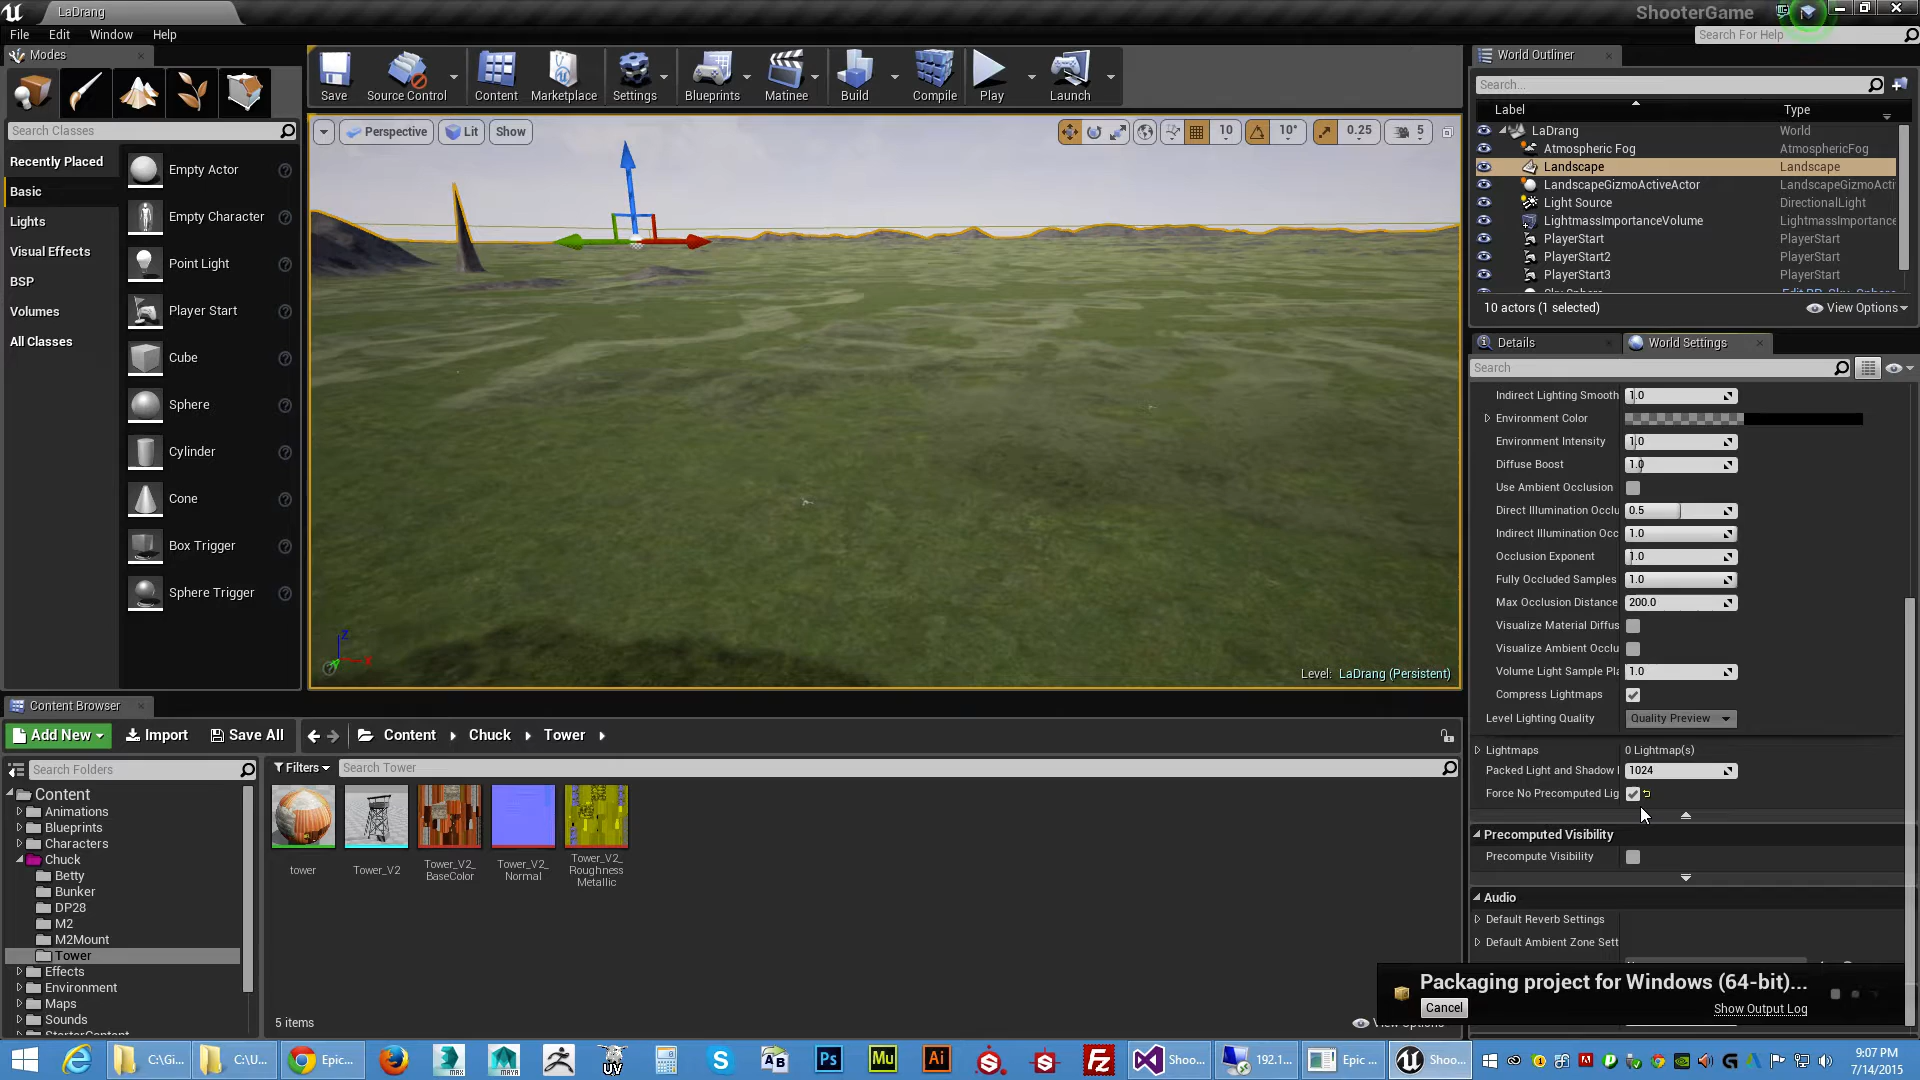 LaDrang
ShooterGame
File Edit Window Help
Search For Help
Modes
Search Classes
Recently Placed
Basic
Lights
Visual Effects
BSP
Volumes
All Classes
Empty Actor
Empty Character
Point Light
Player Start
Cube
Sphere
Cylinder
Cone
Box Trigger
Sphere Trigger
Save
Source Control
Content
Marketplace
Settings
Blueprints
Matinee
Build
Compile
Play
Launch
Perspective Lit Show
10 10° 0.25 5
Level: LaDrang (Persistent)
World Outliner
Search...
Label Type
LaDrang World
Atmospheric Fog AtmosphericFog
Landscape Landscape
LandscapeGizmoActiveActor LandscapeGizmoActi
Light Source DirectionalLight
LightmassImportanceVolume LightmassImportance
PlayerStart PlayerStart
PlayerStart2 PlayerStart
PlayerStart3 PlayerStart
10 actors (1 selected) View Options
Details World Settings
Search
Indirect Lighting Smooth 1.0
Environment Color
Environment Intensity 1.0
Diffuse Boost 1.0
Use Ambient Occlusion
Direct Illumination Occlu 0.5
Indirect Illumination Occ 1.0
Occlusion Exponent 1.0
Fully Occluded Samples 1.0
Max Occlusion Distance 200.0
Visualize Material Diffus
Visualize Ambient Occlu
Volume Light Sample Pla 1.0
Compress Lightmaps
Level Lighting Quality Quality Preview
Lightmaps 0 Lightmap(s)
Packed Light and Shadow 1024
Force No Precomputed Lig
Precomputed Visibility
Precompute Visibility
Audio
Default Reverb Settings
Default Ambient Zone Sett
Packaging project for Windows (64-bit)...
Cancel Show Output Log
Content Browser
Add New Import Save All Content Chuck Tower
Search Folders
Filters Search Tower
Content
Animations
Blueprints
Characters
Chuck
Betty
Bunker
DP28
M2
M2Mount
Tower
Effects
Environment
Maps
Sounds
StarterContent
tower
Tower_V2
Tower_V2_
BaseColor
Tower_V2_
Normal
Tower_V2_
Roughness
Metallic
5 items
View Options
C:\Gi... C:\U... Epic... Shoo... 192.1... Epic ... Shoo...
9:07 PM
7/14/2015